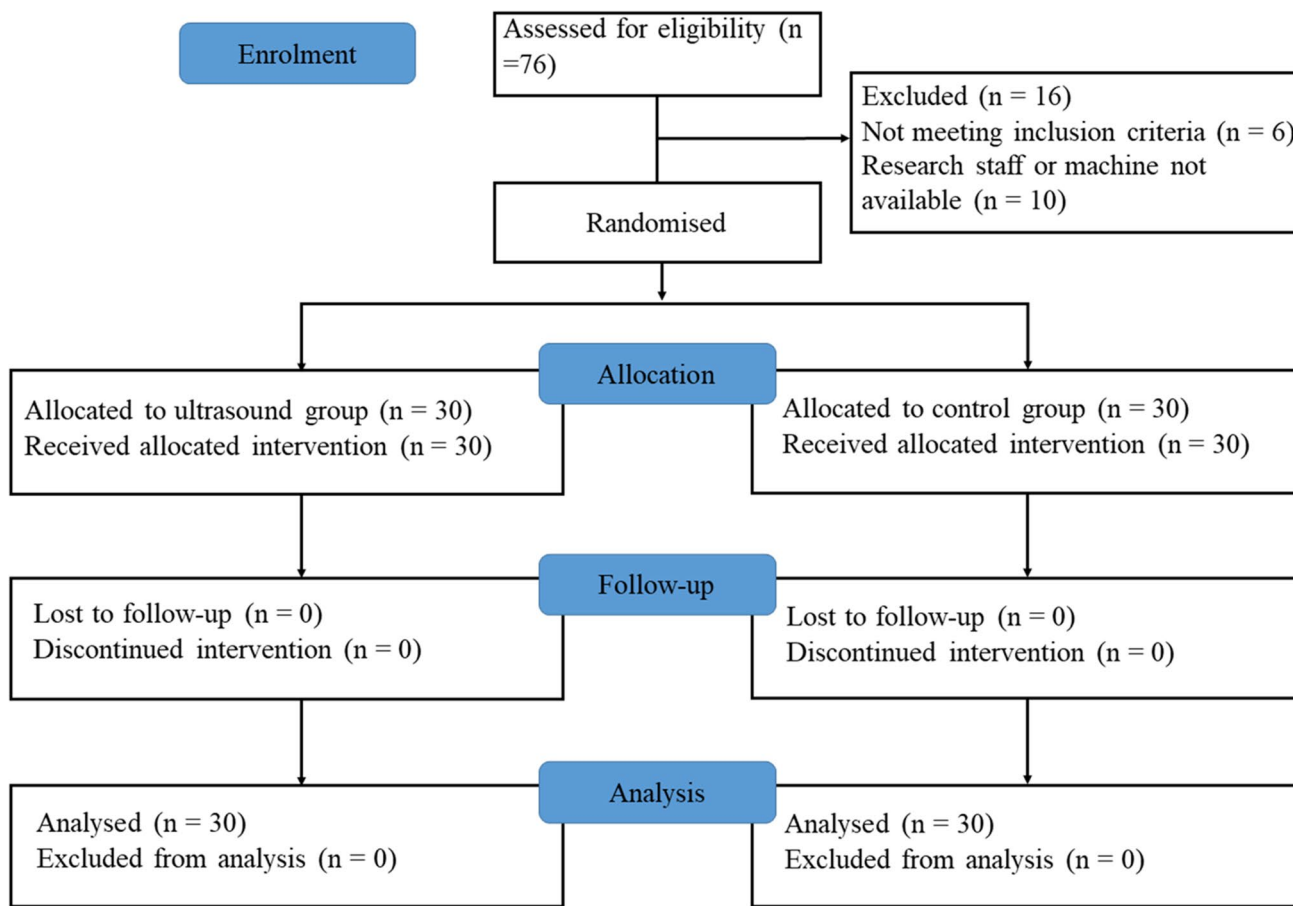 Enrolment
Assessed for eligibility (n
=76)
Excluded (n = 16)
Not meeting inclusion criteria (n = 6)
Research staff or machine not
available (n = 10)
Randomised
Allocation
Allocated to ultrasound group (n = 30)
Received allocated intervention (n = 30)
Allocated to control group (n = 30)
Received allocated intervention (n = 30)
Follow-up
Lost to follow-up (n = 0)
Discontinued intervention (n = 0)
Lost to follow-up (n = 0)
Discontinued intervention (n = 0)
Analysis
Analysed (n = 30)
Excluded from analysis (n = 0)
Analysed (n = 30)
Excluded from analysis (n = 0)